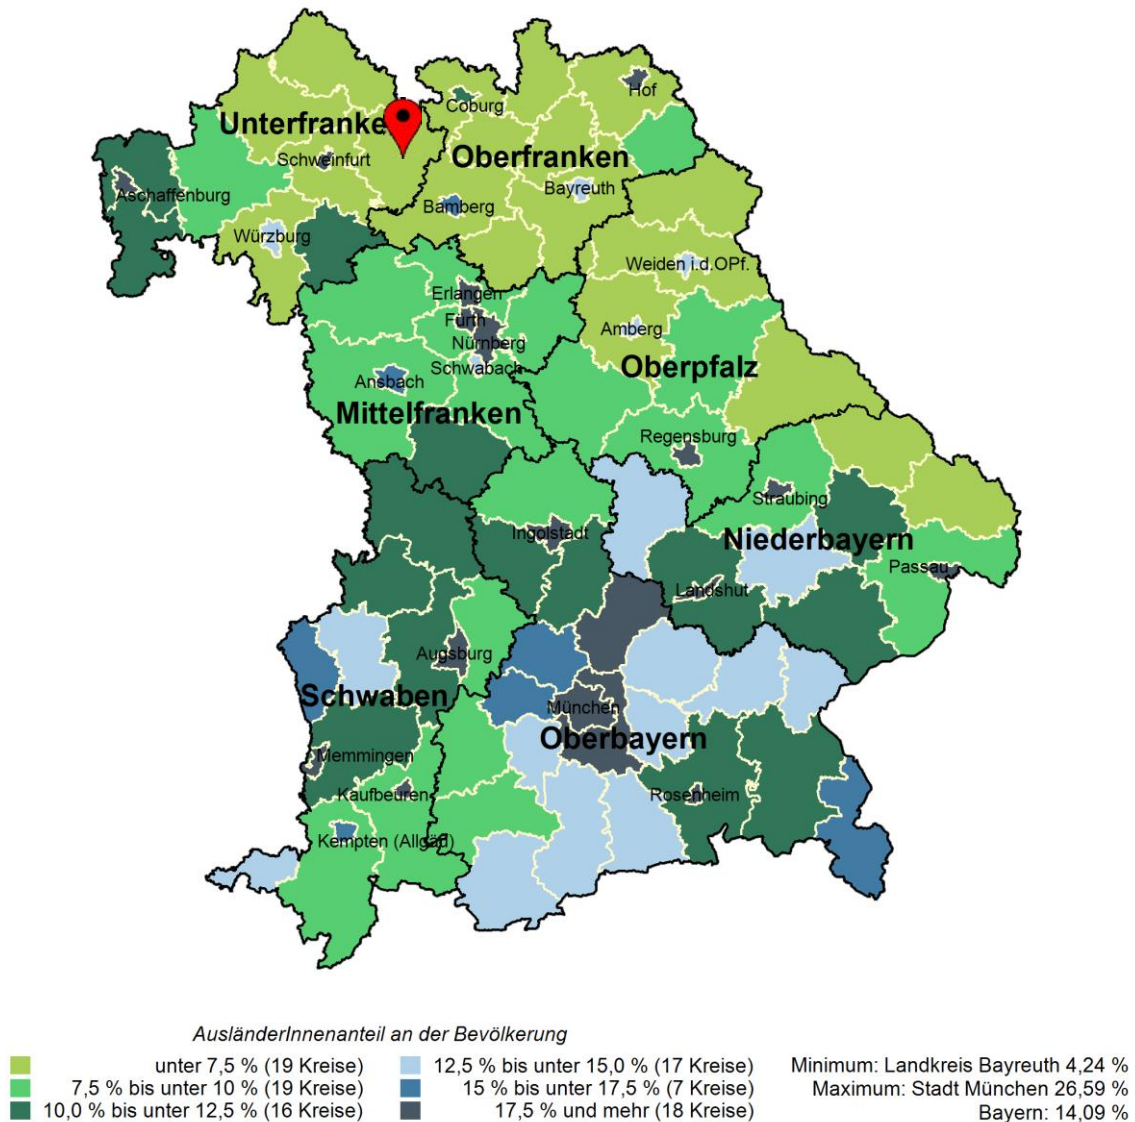 Coburg
Hof
Unterfranke
Schweinfurt
Oberfranken
Aschaffenburg
Bayreuth
Bamberg
Würzburg
Weiden i.d.OPf.
Erlangen
Fürth
Nürnberg
Amberg
Schwabach
Oberpfalz
Ansbach
Mittelfranken
Regensburg
Straubing
Ingolstadt
Niederbayern
Passau
Landshut
Augsburg
Schwaben
München
Oberbayern
Memmingen
Kaufbeuren
Rosenheim
Kempten (Allgäu)
AusländerInnenanteil an der Bevölkerung
unter 7,5 % (19 Kreise)
7,5 % bis unter 10 % (19 Kreise)
10,0 % bis unter 12,5 % (16 Kreise)
12,5 % bis unter 15,0 % (17 Kreise)
15 % bis unter 17,5 % (7 Kreise)
17,5 % und mehr (18 Kreise)
Minimum: Landkreis Bayreuth 4,24 %
Maximum: Stadt München 26,59 %
Bayern: 14,09 %